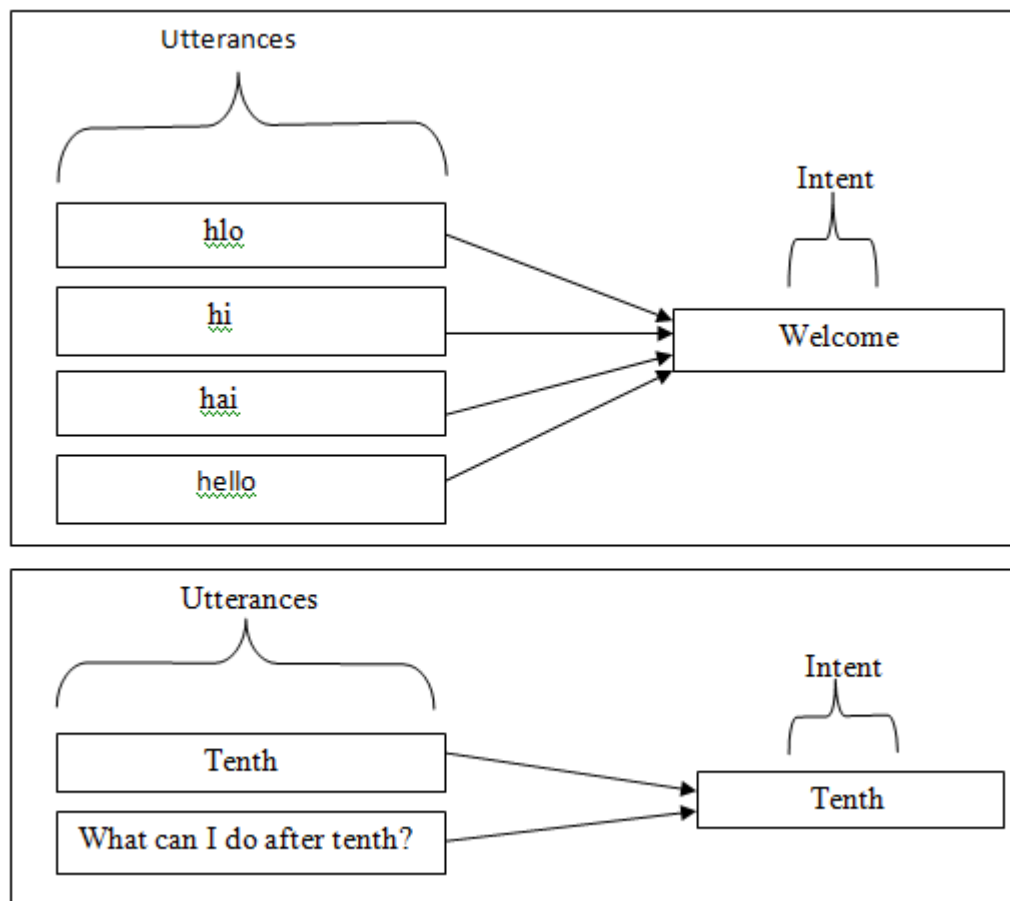 Utterances
Intent
hlo
hi
Welcome
hai
hello
Utterances
Intent
Tenth
Tenth
What can I do after tenth?